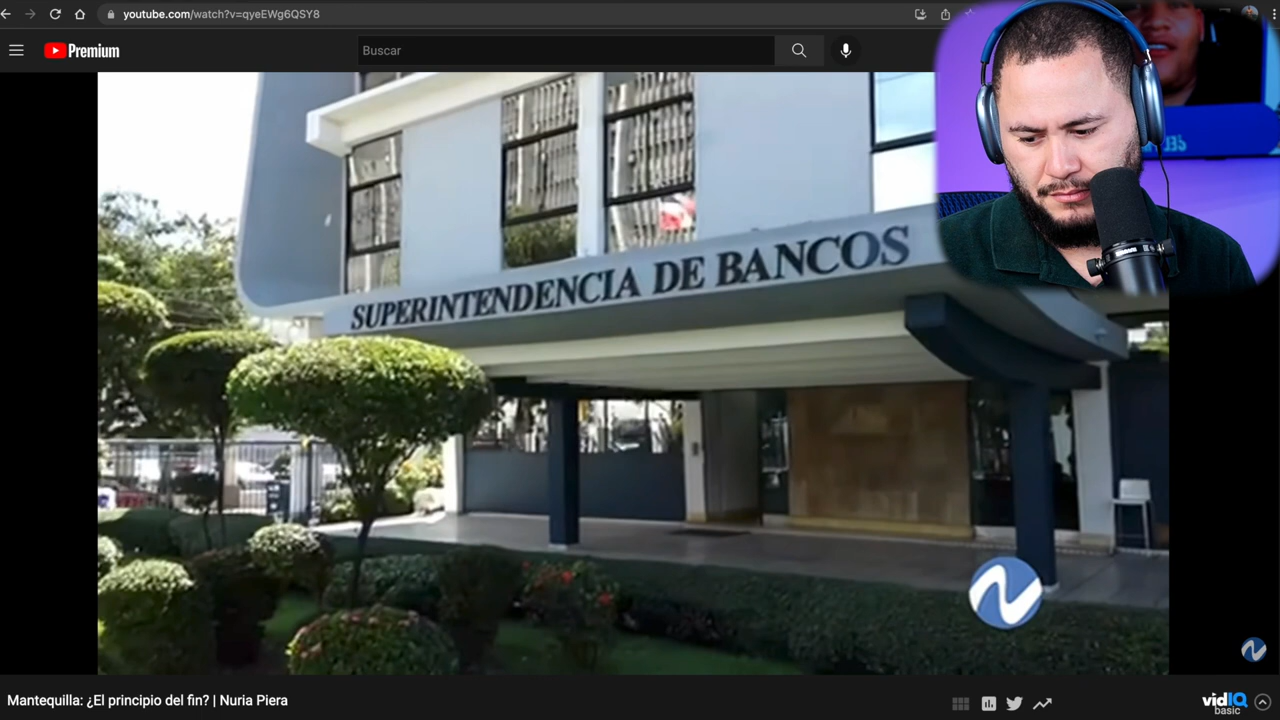 youtube.com/watch?v=qyeEWg6QSY8
Premium
Buscar
SUPERINTENDENCIA DE BANCOS
Mantequilla: ¿El principio del fin? | Nuria Piera
vidIQ
basic